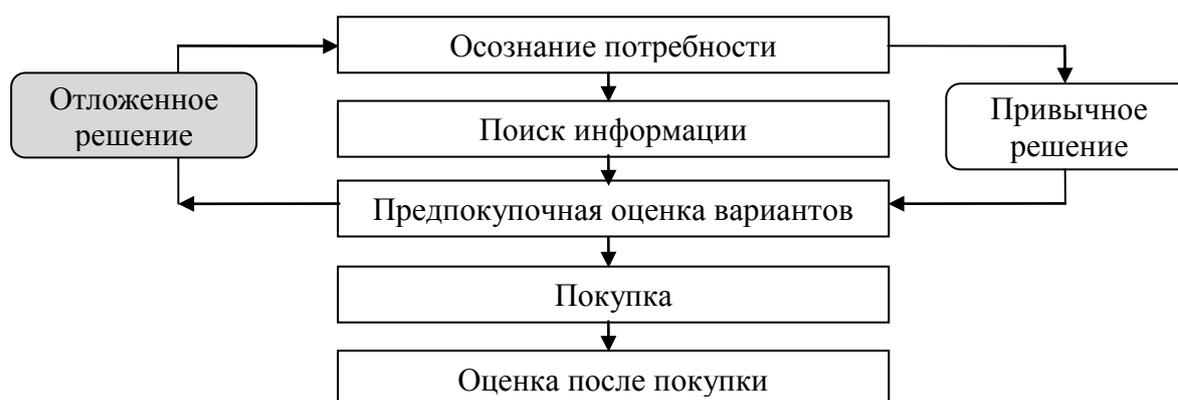 Осознание потребности
Отложенное
решение
Привычное
решение
Поиск информации
Предпокупочная оценка вариантов
Покупка
Оценка после покупки